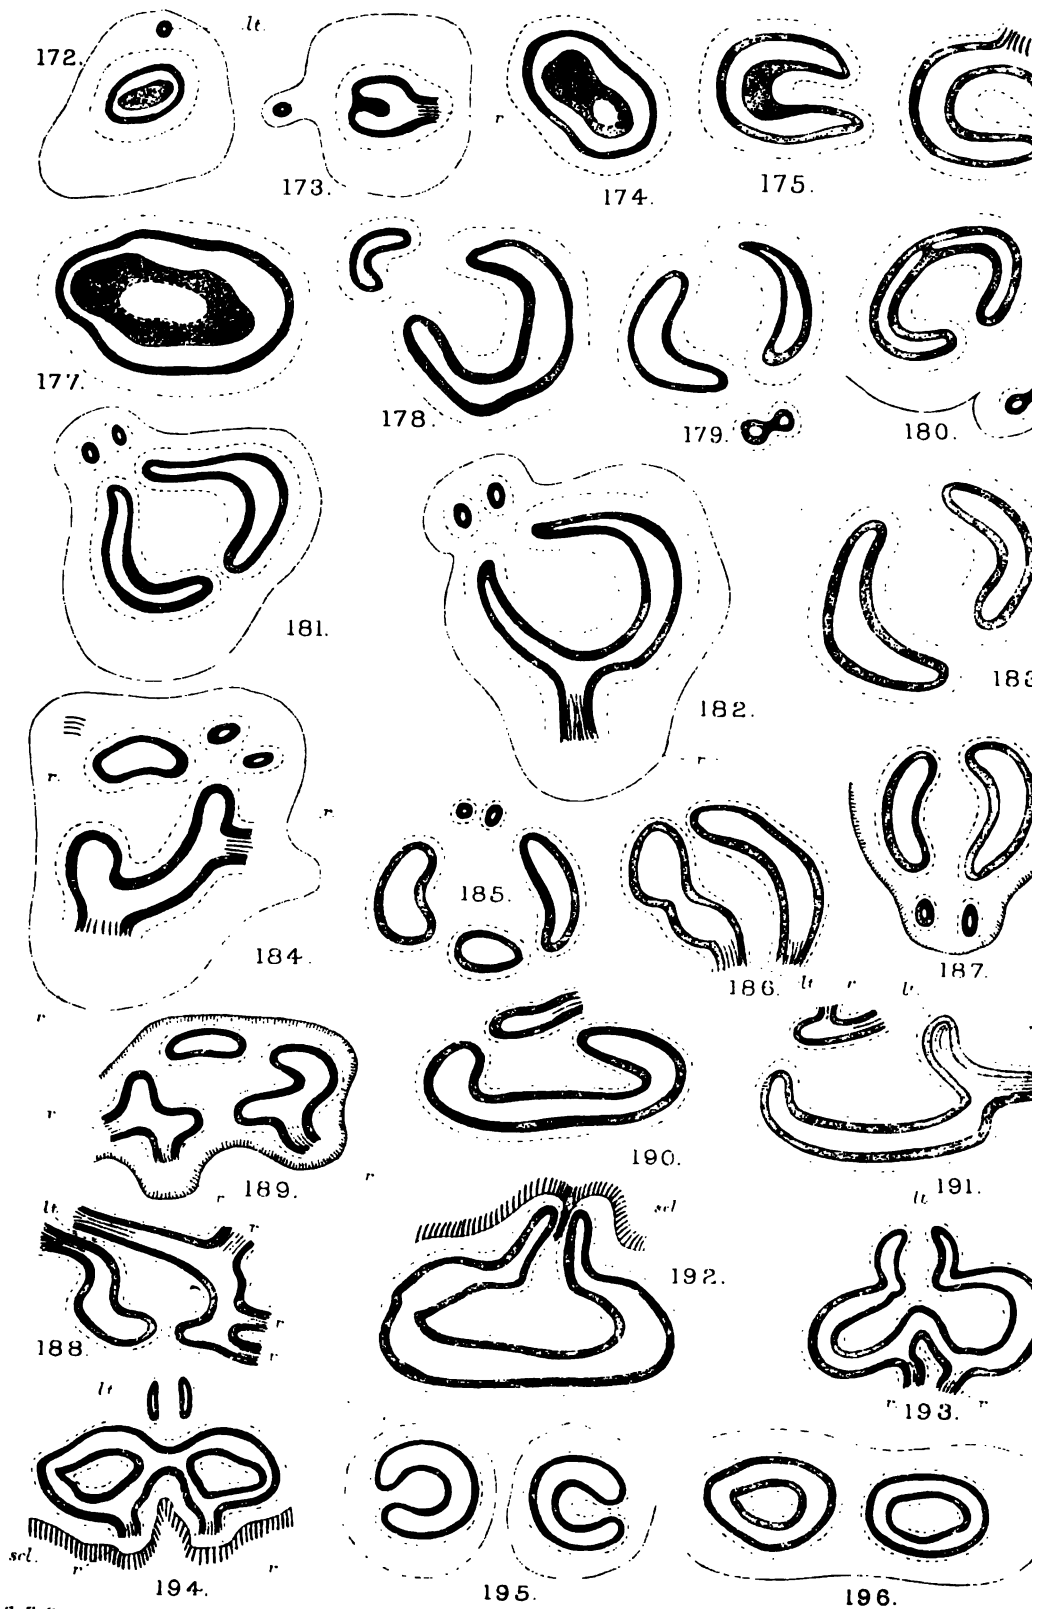 172.
lt.
173.
r
174.
175.
177.
178.
179.
180.
181.
182.
183
r
r.
r.
184.
185.
186.
187.
lt
r
lt.
r
r
189.
r
r
190.
191.
lt.
r
188.
r
r
scl
192.
lt
193.
r
r
lt
194.
scl.
r
r
195.
196.